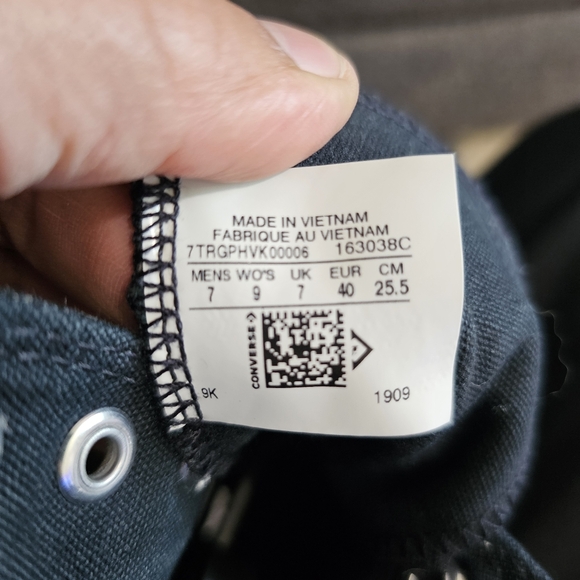 MADE IN VIETNAM
FABRIQUE AU VIETNAM
7TRGPHVK00006 163038C
MENS WO'S UK EUR CM
7 9 7 40 25.5
CONVERSE
9K 1909